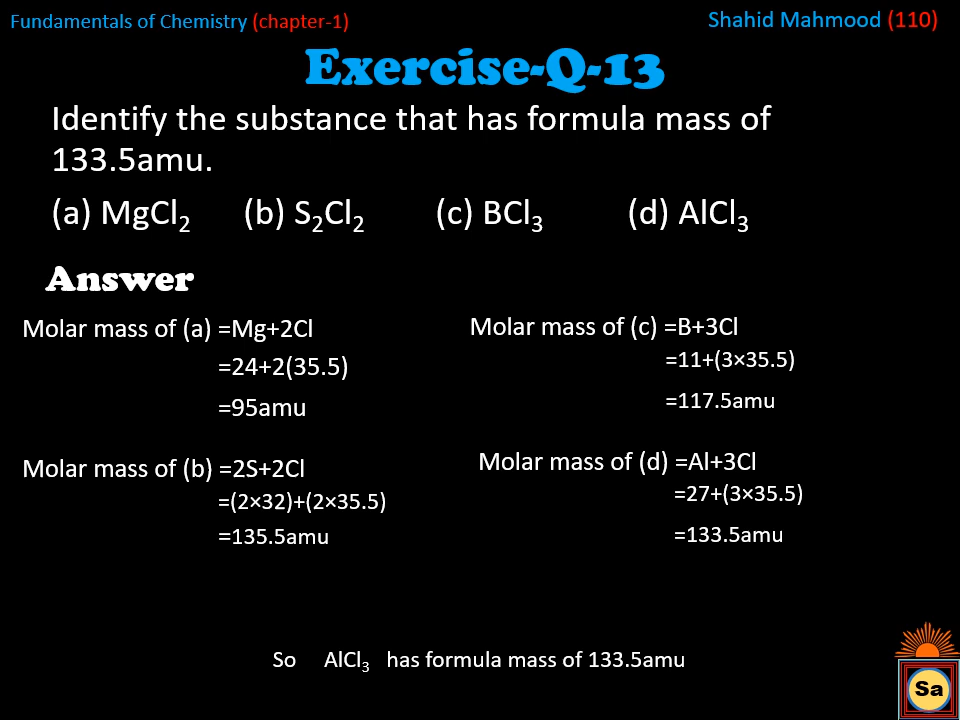 Fundamentals of Chemistry (chapter-1)
Shahid Mahmood (110)
Exercise-Q-13
Identify the substance that has formula mass of
133.5amu.
(a) MgCl₂ (b) S₂Cl₂ (c) BCl₃ (d) AlCl₃
Answer
Molar mass of (a) =Mg+2Cl
=24+2(35.5)
=95amu
Molar mass of (b) =2S+2Cl
=(2×32)+(2×35.5)
=135.5amu
Molar mass of (c) =B+3Cl
=11+(3×35.5)
=117.5amu
Molar mass of (d) =Al+3Cl
=27+(3×35.5)
=133.5amu
So AlCl₃ has formula mass of 133.5amu
Sa